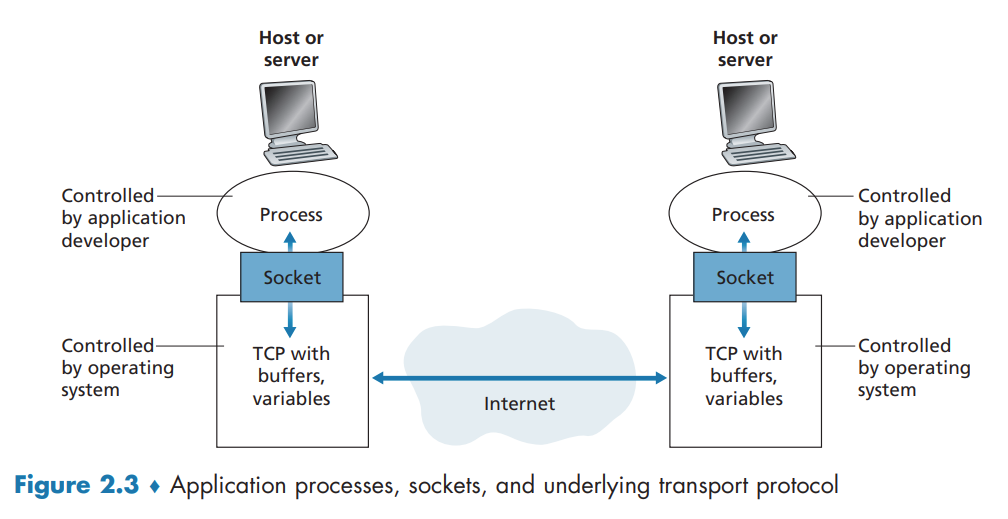 Host or
server
Host or
server
Controlled
by application
developer
Process
Process
Controlled
by application
developer
Socket
Socket
Controlled
by operating
system
TCP with
buffers,
variables
Internet
TCP with
buffers,
variables
Controlled
by operating
system
Figure 2.3 ♦ Application processes, sockets, and underlying transport protocol